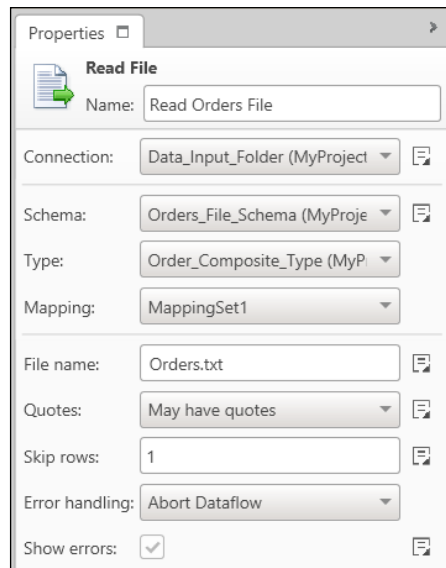 Properties
Read File
Name: Read Orders File
Connection: Data_Input_Folder (MyProject
Schema: Orders_File_Schema (MyProje
Type: Order_Composite_Type (MyP
Mapping: MappingSet1
File name: Orders.txt
Quotes: May have quotes
Skip rows: 1
Error handling: Abort Dataflow
Show errors: